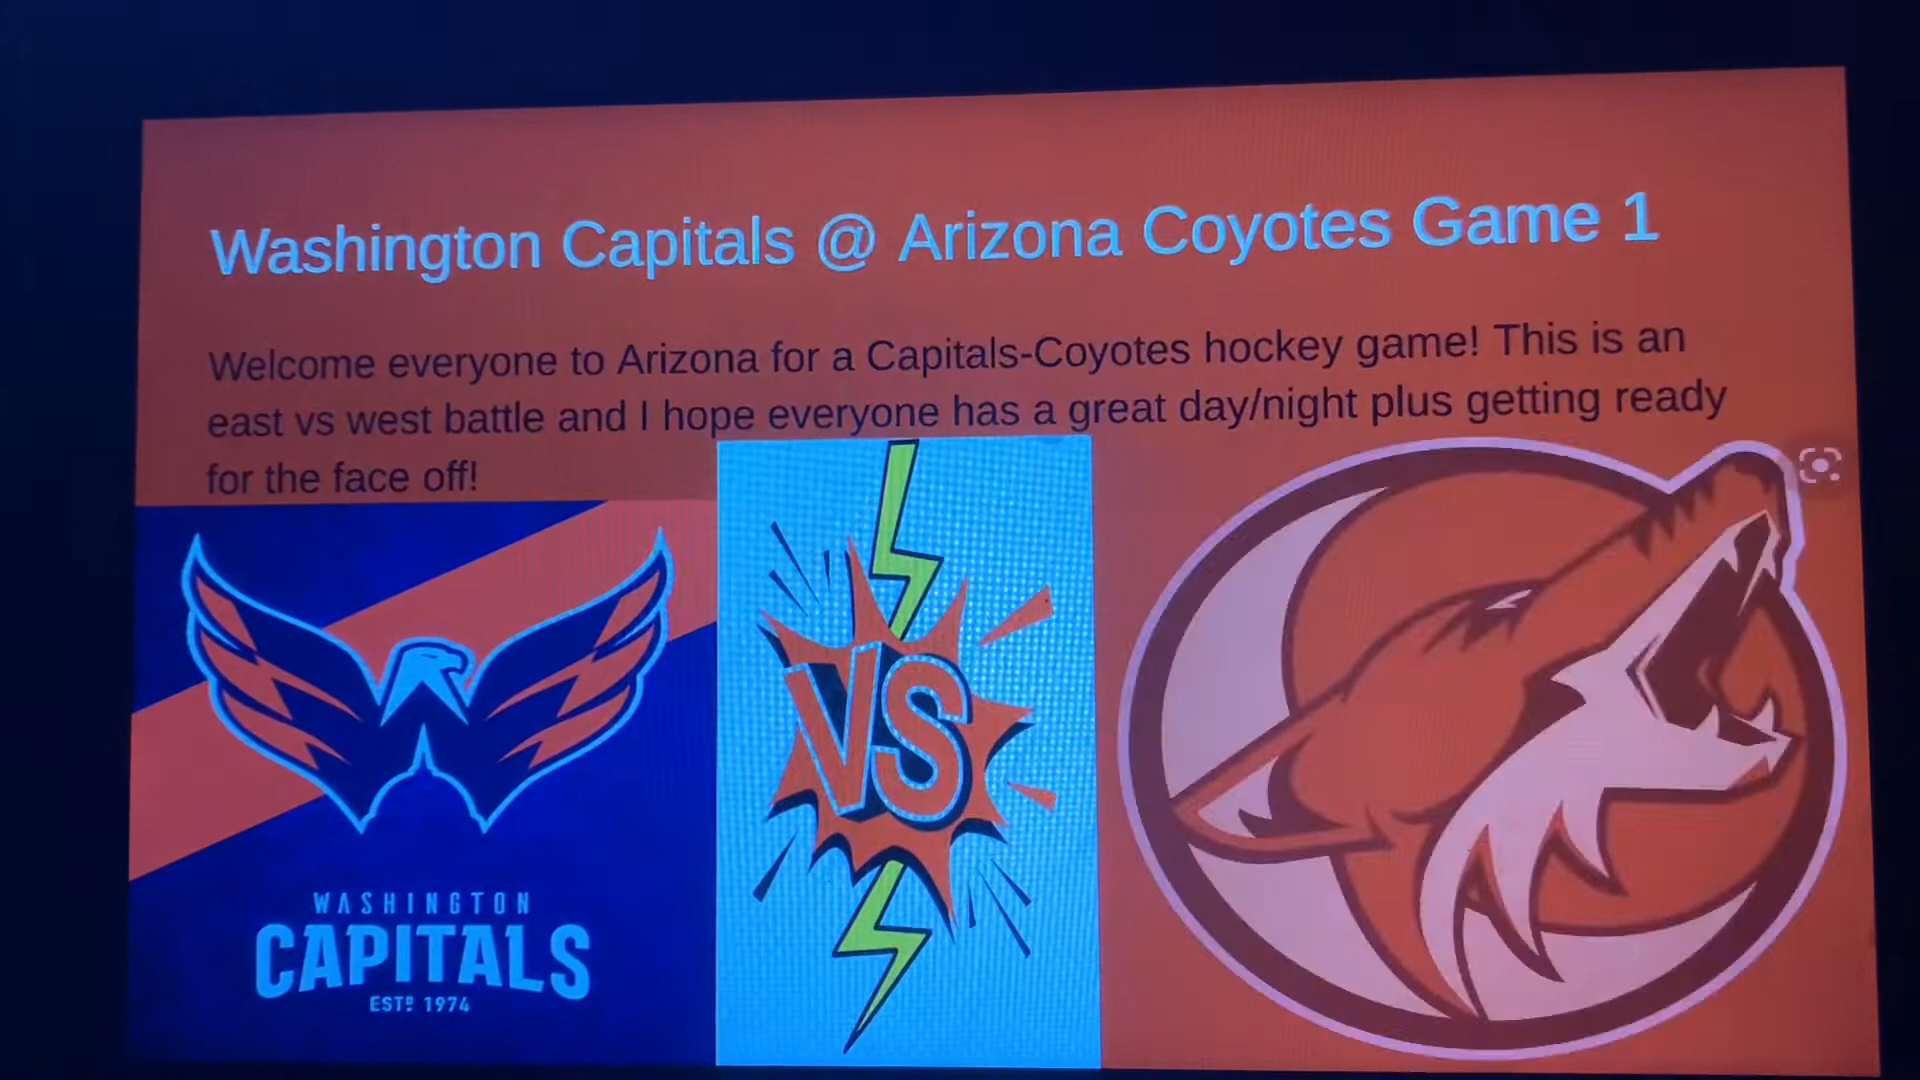 Washington Capitals @ Arizona Coyotes Game 1
Welcome everyone to Arizona for a Capitals-Coyotes hockey game! This is an
east vs west battle and I hope everyone has a great day/night plus getting ready
for the face off!
VS
WASHINGTON
CAPITALS
ESTD 1974